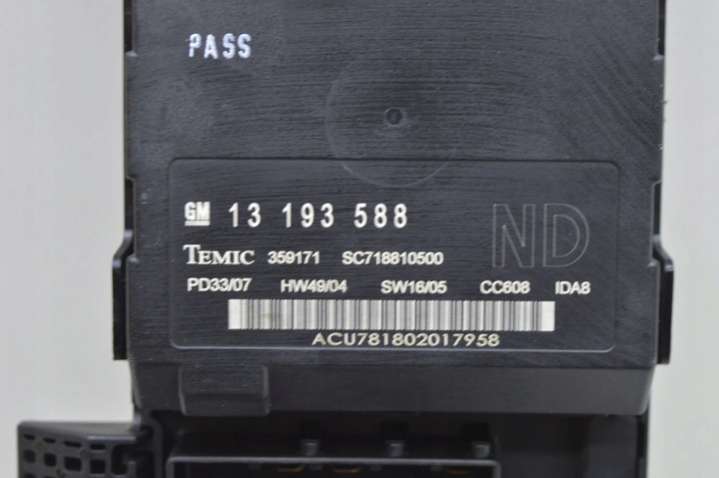 PASS
GM 13 193 588
ND
TEMIC 359171 SC718810500
PD33/07 HW49/04 SW16/05 CC608 IDA8
ACU781802017958